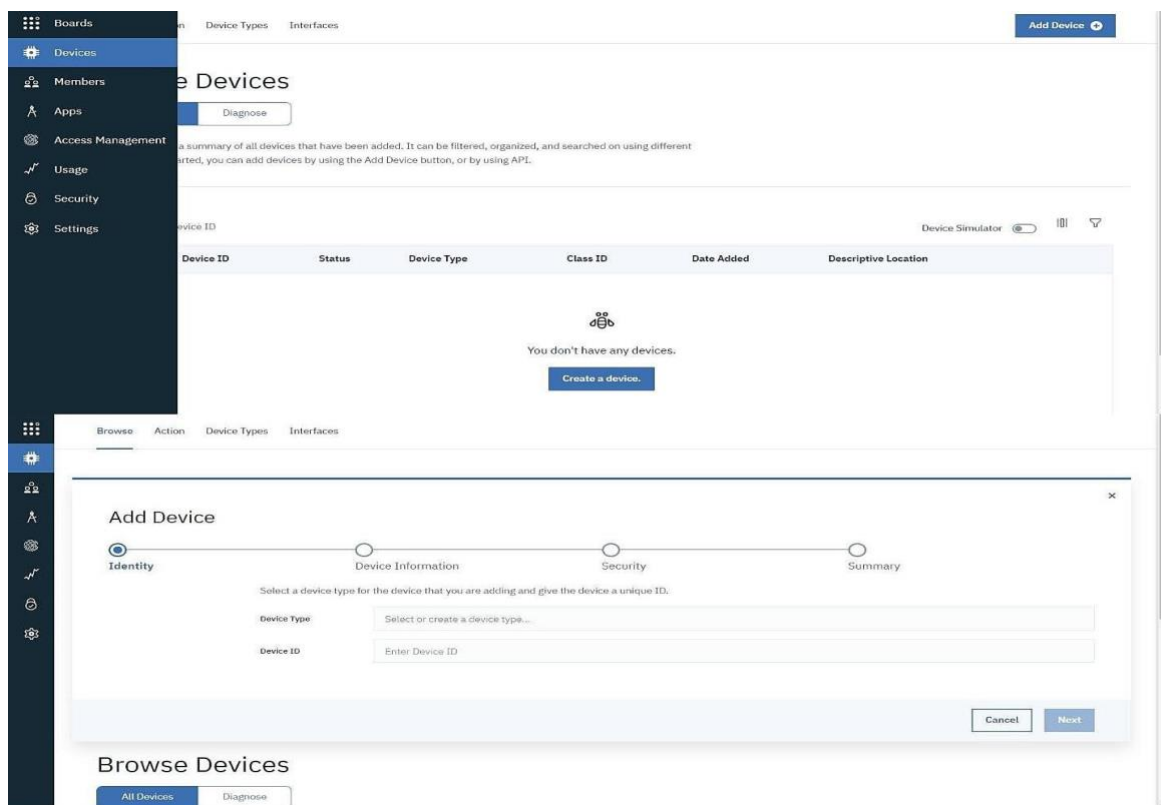 Boards
n Device Types Interfaces
Add Device
Devices
Members
e Devices
Apps
Diagnose
Access Management
a summary of all devices that have been added. It can be filtered, organized, and searched on using different
arted, you can add devices by using the Add Device button, or by using API.
Usage
Security
Settings
evice ID
Device Simulator
Device ID Status Device Type Class ID Date Added Descriptive Location
You don't have any devices.
Create a device.
Browse Action Device Types Interfaces
Add Device
Identity Device Information Security Summary
Select a device type for the device that you are adding and give the device a unique ID.
Device Type Select or create a device type...
Device ID Enter Device ID
Cancel Next
Browse Devices
All Devices Diagnose